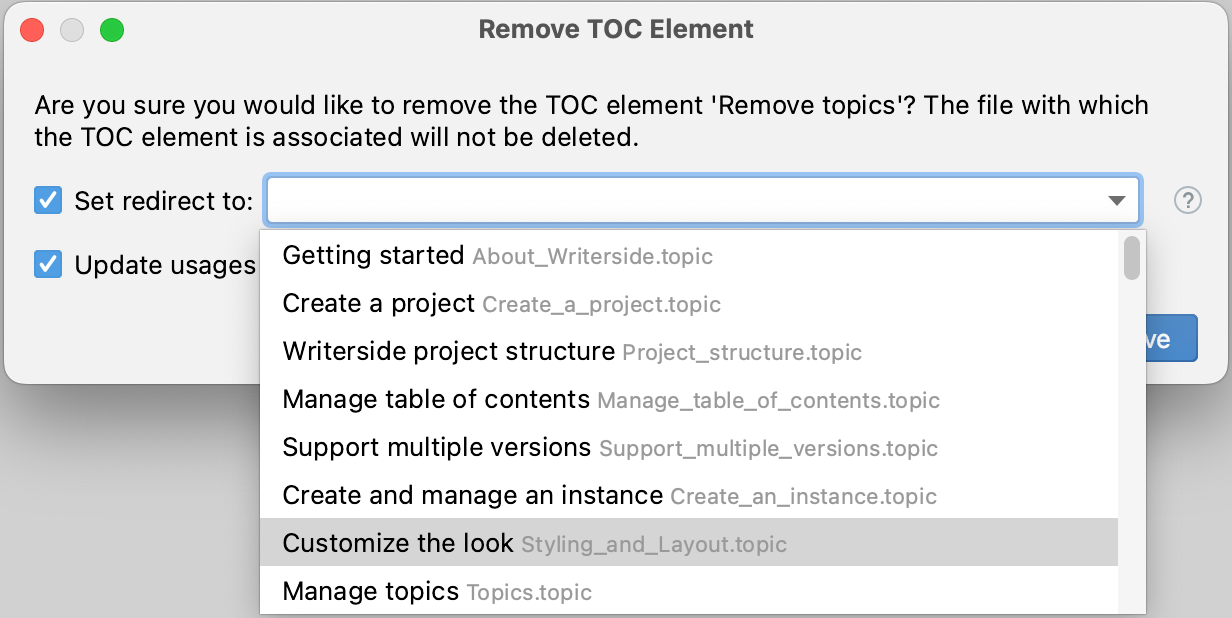 Remove TOC Element
Are you sure you would like to remove the TOC element 'Remove topics'? The file with which
the TOC element is associated will not be deleted.
Set redirect to:
?
Update usages
Getting started About_Writerside.topic
Create a project Create_a_project.topic
Writerside project structure Project_structure.topic
Manage table of contents Manage_table_of_contents.topic
Support multiple versions Support_multiple_versions.topic
Create and manage an instance Create_an_instance.topic
Customize the look Styling_and_Layout.topic
Manage topics Topics.topic